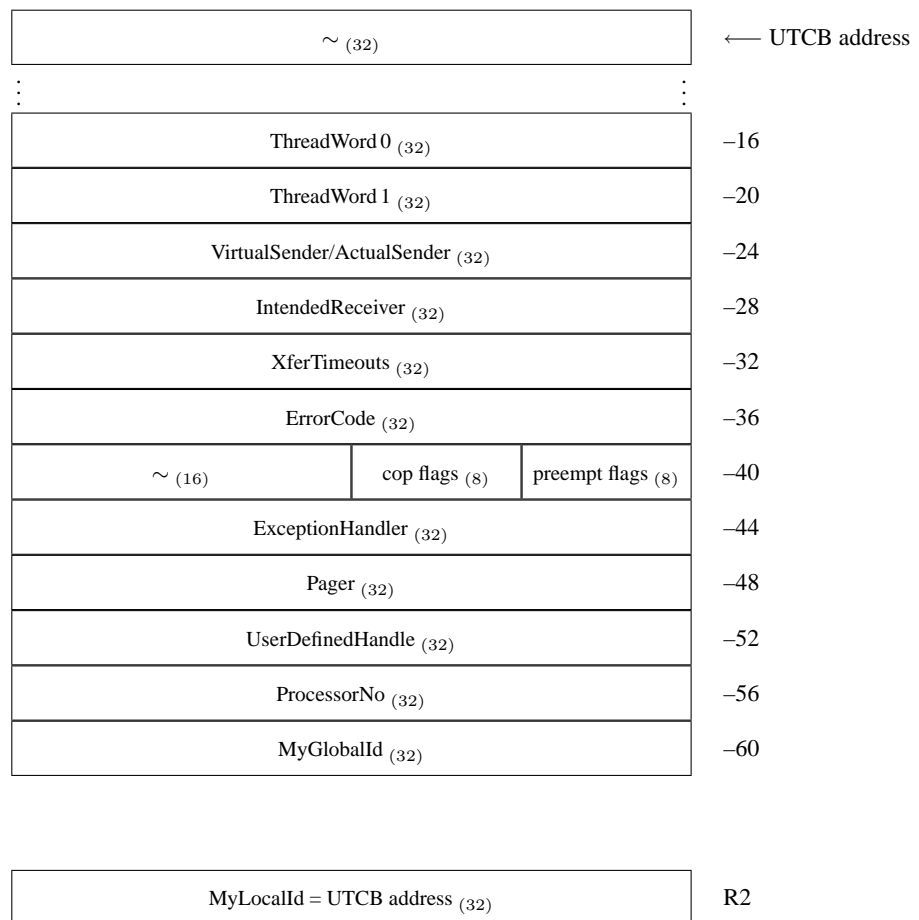 ∼ (32) ←— UTCB address
ThreadWord 0 (32) –16
ThreadWord 1 (32) –20
VirtualSender/ActualSender (32) –24
IntendedReceiver (32) –28
XferTimeouts (32) –32
ErrorCode (32) –36
∼ (16) cop flags (8) preempt flags (8) –40
ExceptionHandler (32) –44
Pager (32) –48
UserDefinedHandle (32) –52
ProcessorNo (32) –56
MyGlobalId (32) –60
MyLocalId = UTCB address (32) R2